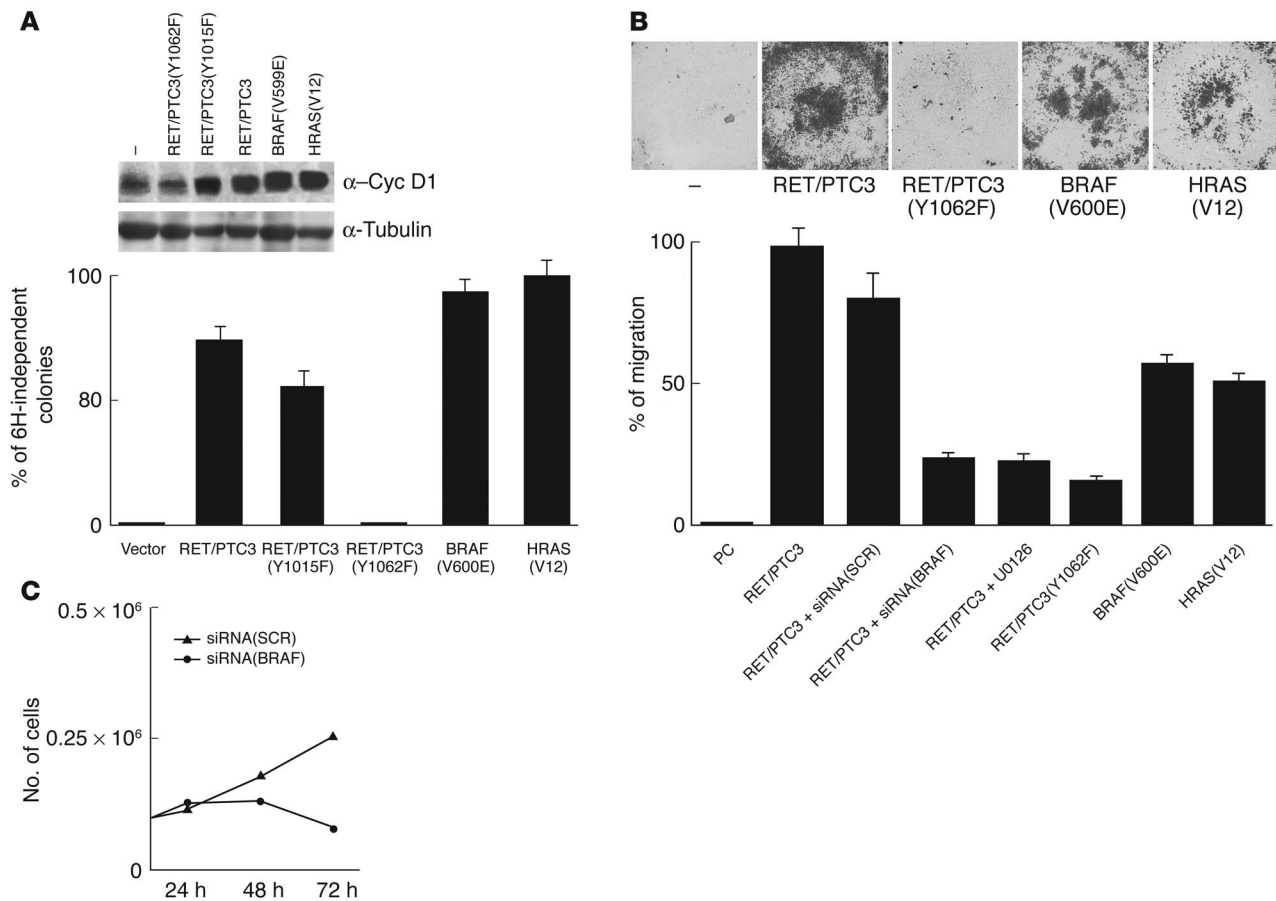 A
–
RET/PTC3(Y1062F)
RET/PTC3(Y1015F)
RET/PTC3
BRAF(V599E)
HRAS(V12)
α–Cyc D1
α-Tubulin
% of 6H-independent
colonies
100
80
0
Vector
RET/PTC3
RET/PTC3
(Y1015F)
RET/PTC3
(Y1062F)
BRAF
(V600E)
HRAS
(V12)
B
–
RET/PTC3
RET/PTC3
(Y1062F)
BRAF
(V600E)
HRAS
(V12)
% of migration
100
50
0
PC
RET/PTC3
RET/PTC3 + siRNA(SCR)
RET/PTC3 + siRNA(BRAF)
RET/PTC3 + U0126
RET/PTC3(Y1062F)
BRAF(V600E)
HRAS(V12)
C
No. of cells
0.5 × 10⁶
0.25 × 10⁶
0
siRNA(SCR)
siRNA(BRAF)
24 h
48 h
72 h